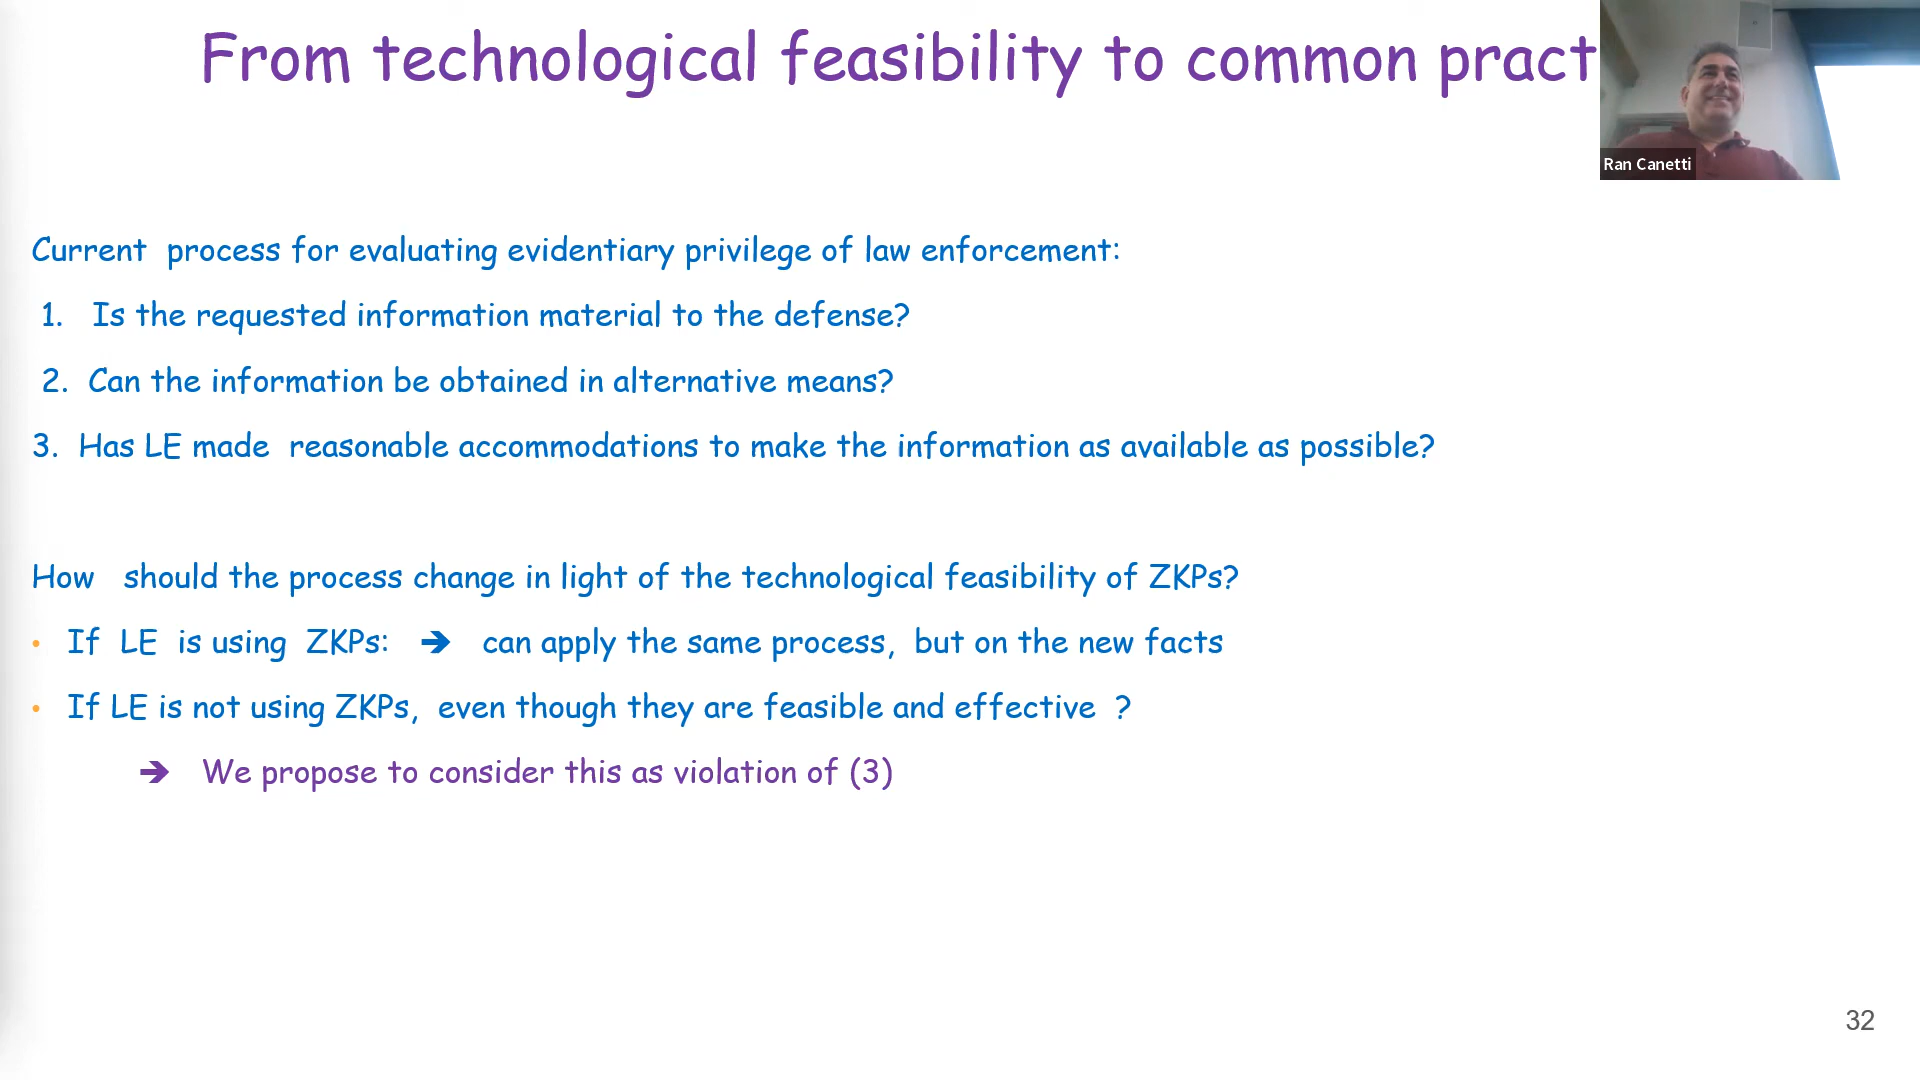 From technological feasibility to common pract
Ran Canetti
Current process for evaluating evidentiary privilege of law enforcement:
1. Is the requested information material to the defense?
2. Can the information be obtained in alternative means?
3. Has LE made reasonable accommodations to make the information as available as possible?
How should the process change in light of the technological feasibility of ZKPs?
• If LE is using ZKPs: ➔ can apply the same process, but on the new facts
• If LE is not using ZKPs, even though they are feasible and effective ?
➔ We propose to consider this as violation of (3)
32